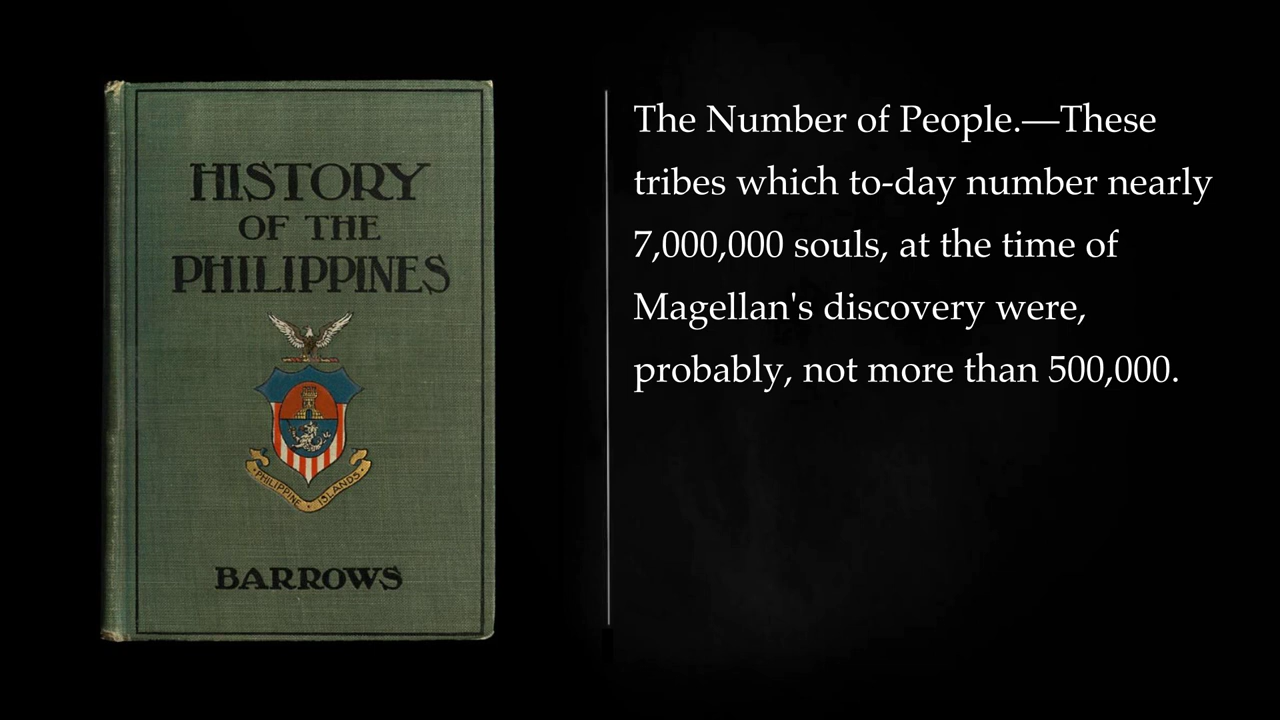 HISTORY
OF THE
PHILIPPINES
PHILIPPINE ISLANDS
BARROWS
The Number of People.—These
tribes which to-day number nearly
7,000,000 souls, at the time of
Magellan's discovery were,
probably, not more than 500,000.